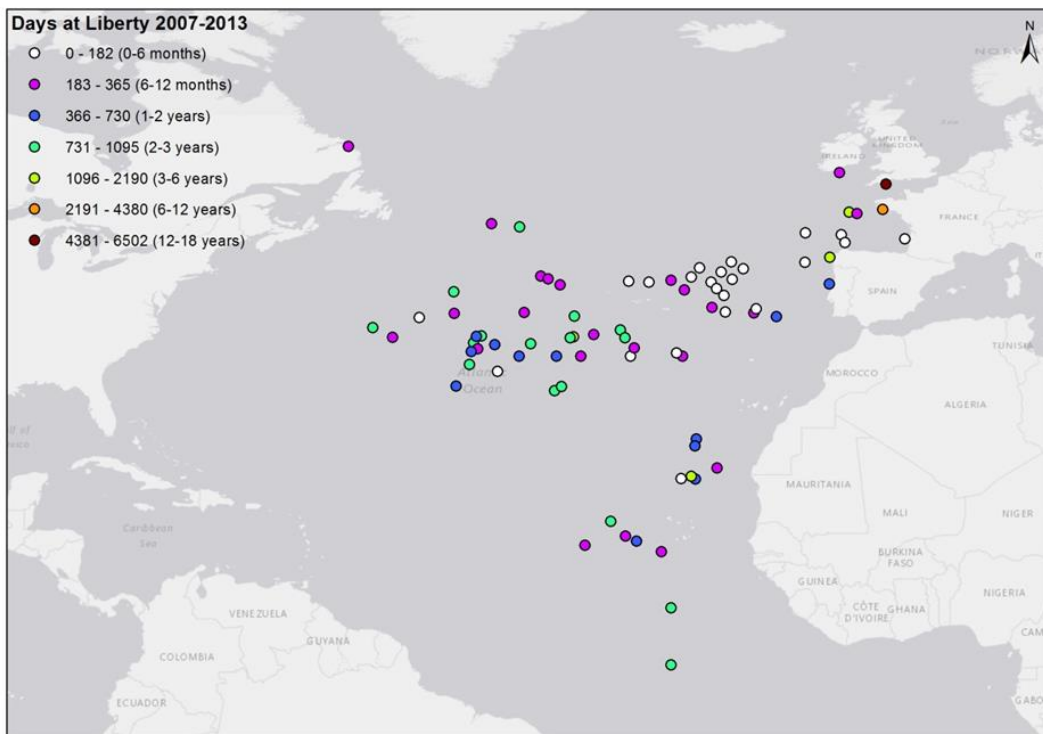 Days at Liberty 2007-2013
0 - 182 (0-6 months)
183 - 365 (6-12 months)
366 - 730 (1-2 years)
731 - 1095 (2-3 years)
1096 - 2190 (3-6 years)
2191 - 4380 (6-12 years)
4381 - 6502 (12-18 years)
N
UNITED
KINGDOM
IRELAND
FRANCE
SPAIN
TUNISIA
MOROCCO
Ocean
ALGERIA
MAURITANIA
MALI
NIGER
Caribbean
Sea
BURKINA
FASO
GUINEA
CÔTE
D'IVOIRE
GHANA
NIGERIA
VENEZUELA
GUYANA
COLOMBIA
ECUADOR